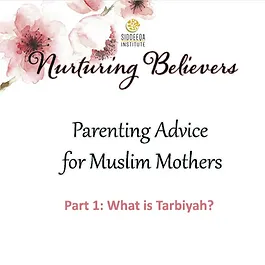 SIDDEEQA
INSTITUTE
Nurturing Believers
Parenting Advice
for Muslim Mothers
Part 1: What is Tarbiyah?